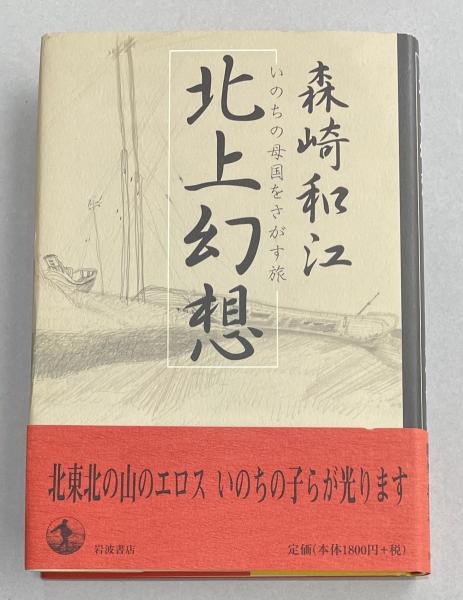 森崎和江
いのちの母国をさがす旅
北上幻想
北東北の山のエロス いのちの子らが光ります
岩波書店
定価(本体1800円+税)